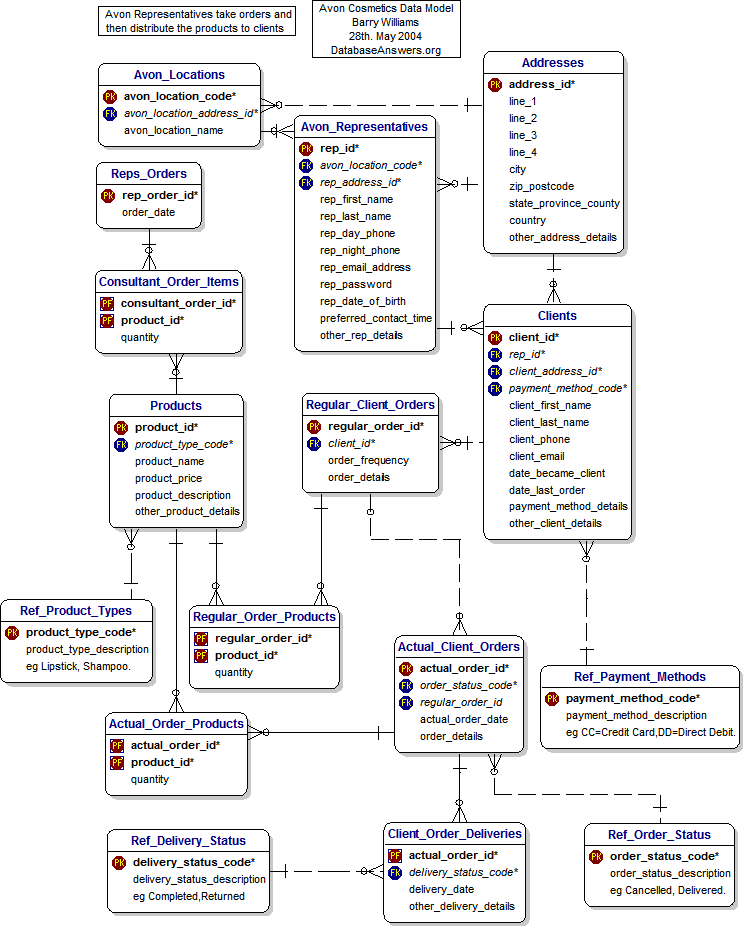 Avon Representatives take orders and
then distribute the products to clients
Avon Cosmetics Data Model
Barry Williams
28th. May 2004
DatabaseAnswers.org
Avon_Locations
PK avon_location_code*
FK avon_location_address_id*
avon_location_name
Addresses
PK address_id*
line_1
line_2
line_3
line_4
city
zip_postcode
state_province_county
country
other_address_details
Avon_Representatives
PK rep_id*
FK avon_location_code*
FK rep_address_id*
rep_first_name
rep_last_name
rep_day_phone
rep_night_phone
rep_email_address
rep_password
rep_date_of_birth
preferred_contact_time
other_rep_details
Reps_Orders
PK rep_order_id*
order_date
Consultant_Order_Items
PF consultant_order_id*
PF product_id*
quantity
Clients
PK client_id*
FK rep_id*
FK client_address_id*
FK payment_method_code*
client_first_name
client_last_name
client_phone
client_email
date_became_client
date_last_order
payment_method_details
other_client_details
Products
PK product_id*
FK product_type_code*
product_name
product_price
product_description
other_product_details
Regular_Client_Orders
PK regular_order_id*
FK client_id*
order_frequency
order_details
Ref_Product_Types
PK product_type_code*
product_type_description
eg Lipstick, Shampoo.
Regular_Order_Products
PF regular_order_id*
PF product_id*
quantity
Actual_Client_Orders
PK actual_order_id*
FK order_status_code*
FK regular_order_id
actual_order_date
order_details
Ref_Payment_Methods
PK payment_method_code*
payment_method_description
eg CC=Credit Card,DD=Direct Debit.
Actual_Order_Products
PF actual_order_id*
PF product_id*
quantity
Ref_Delivery_Status
PK delivery_status_code*
delivery_status_description
eg Completed,Returned
Client_Order_Deliveries
PF actual_order_id*
FK delivery_status_code*
delivery_date
other_delivery_details
Ref_Order_Status
PK order_status_code*
order_status_description
eg Cancelled, Delivered.